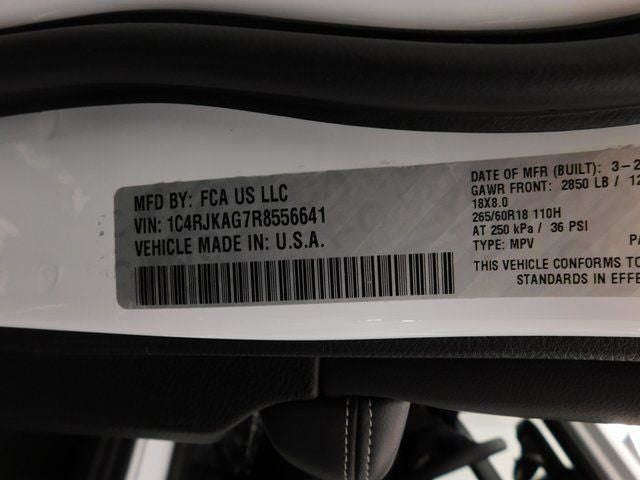 MFD BY: FCA US LLC
VIN: 1C4RJKAG7R8556641
VEHICLE MADE IN: U.S.A.
DATE OF MFR (BUILT): 3-2
GAWR FRONT: 2850 LB / 12
18X8.0
265/60R18 110H
AT 250 kPa / 36 PSI
TYPE: MPV
PA
THIS VEHICLE CONFORMS TO
STANDARDS IN EFFE